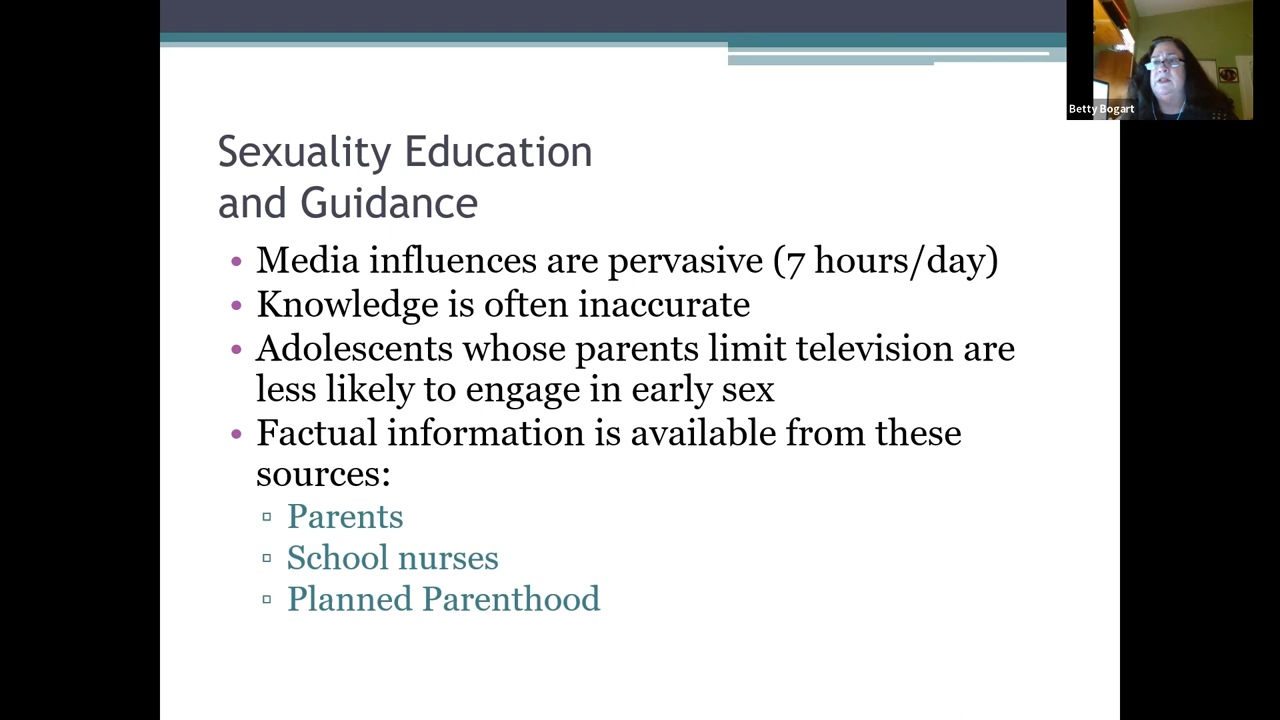 Betty Bogart
Sexuality Education
and Guidance
• Media influences are pervasive (7 hours/day)
• Knowledge is often inaccurate
• Adolescents whose parents limit television are
less likely to engage in early sex
• Factual information is available from these
sources:
▫ Parents
▫ School nurses
▫ Planned Parenthood